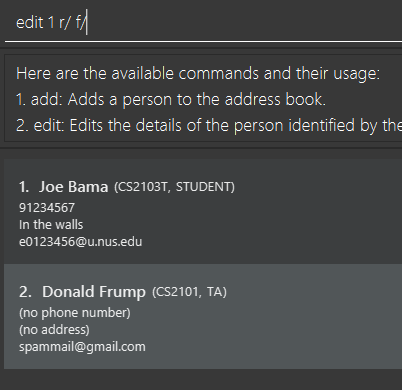 edit 1 r/ f/
Here are the available commands and their usage:
1. add: Adds a person to the address book.
2. edit: Edits the details of the person identified by the
1. Joe Bama (CS2103T, STUDENT)
91234567
In the walls
e0123456@u.nus.edu
2. Donald Frump (CS2101, TA)
(no phone number)
(no address)
spammail@gmail.com